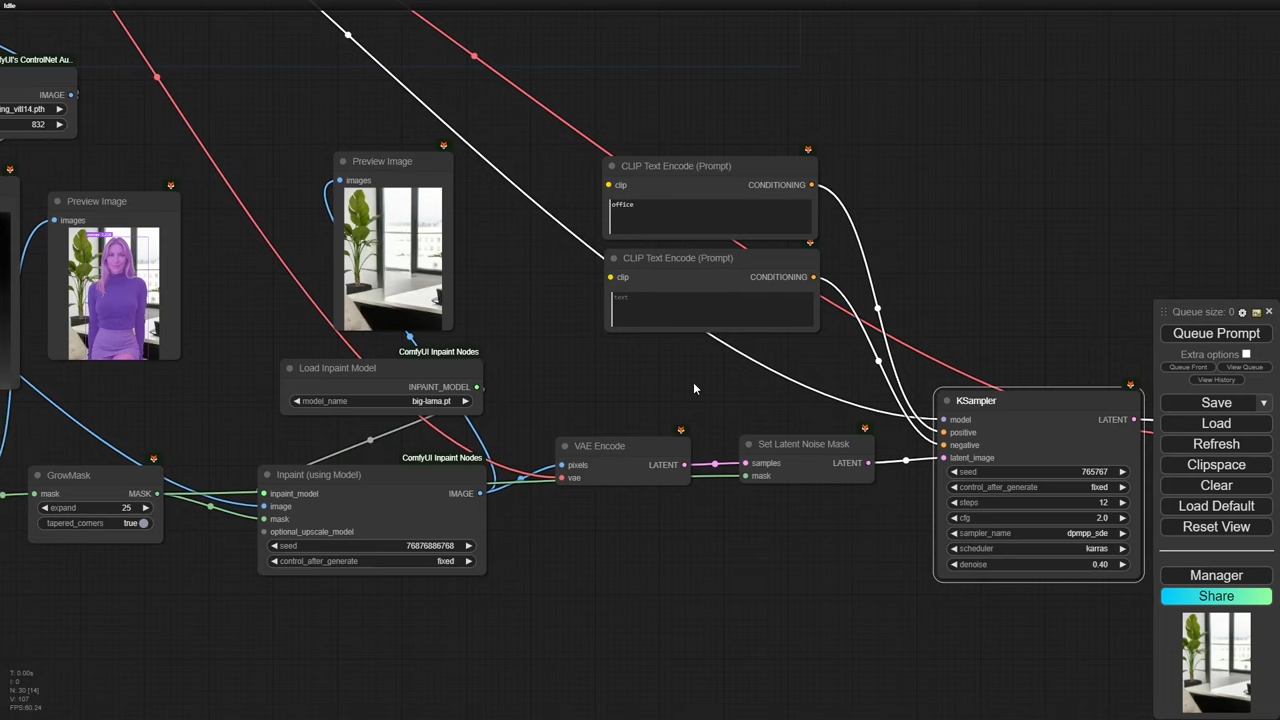 Idle
fyUI's ControlNet Au..
IMAGE
ing_vitl14.pth
832
Preview Image
images
Preview Image
images
CLIP Text Encode (Prompt)
clip
CONDITIONING
office
CLIP Text Encode (Prompt)
clip
CONDITIONING
text
ComfyUI Inpaint Nodes
Load Inpaint Model
INPAINT_MODEL
model_name
big-lama.pt
GrowMask
mask
MASK
expand
25
tapered_corners
true
ComfyUI Inpaint Nodes
Inpaint (using Model)
inpaint_model
IMAGE
image
mask
optional_upscale_model
seed
76876886768
control_after_generate
fixed
VAE Encode
pixels
LATENT
vae
Set Latent Noise Mask
samples
LATENT
mask
KSampler
model
LATENT
positive
negative
latent_image
seed
765767
control_after_generate
fixed
steps
12
cfg
2.0
sampler_name
dpmpp_sde
scheduler
karras
denoise
0.40
Queue size: 0
Queue Prompt
Extra options
Queue Front
View Queue
View History
Save
Load
Refresh
Clipspace
Clear
Load Default
Reset View
Manager
Share
T: 0.00s
I: 0
N: 30 [14]
V: 107
FPS:60.24